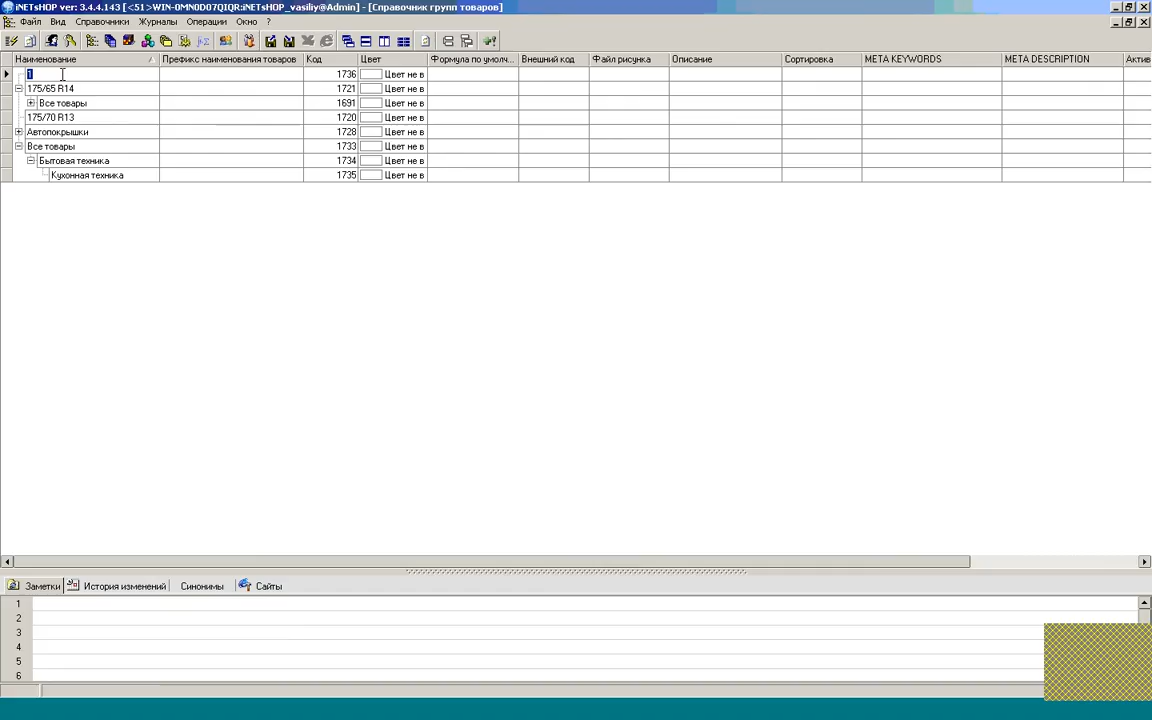 iNETsHOP ver: 3.4.4.143 [<51>WIN-0MN0D07QIQR:iNETsHOP_vasiliy@Admin] - [Справочник групп товаров]
Файл Вид Справочники Журналы Операции Окно ?
Наименование Префикс наименования товаров Код Цвет Формула по умолч... Внешний код Файл рисунка Описание Сортировка META KEYWORDS META DESCRIPTION Актив
1 1736 Цвет не в
175/65 R14 1721 Цвет не в
Все товары 1691 Цвет не в
175/70 R13 1720 Цвет не в
Автопокрышки 1728 Цвет не в
Все товары 1733 Цвет не в
Бытовая техника 1734 Цвет не в
Кухонная техника 1735 Цвет не в
Заметки История изменений Синонимы Сайты
1
2
3
4
5
6